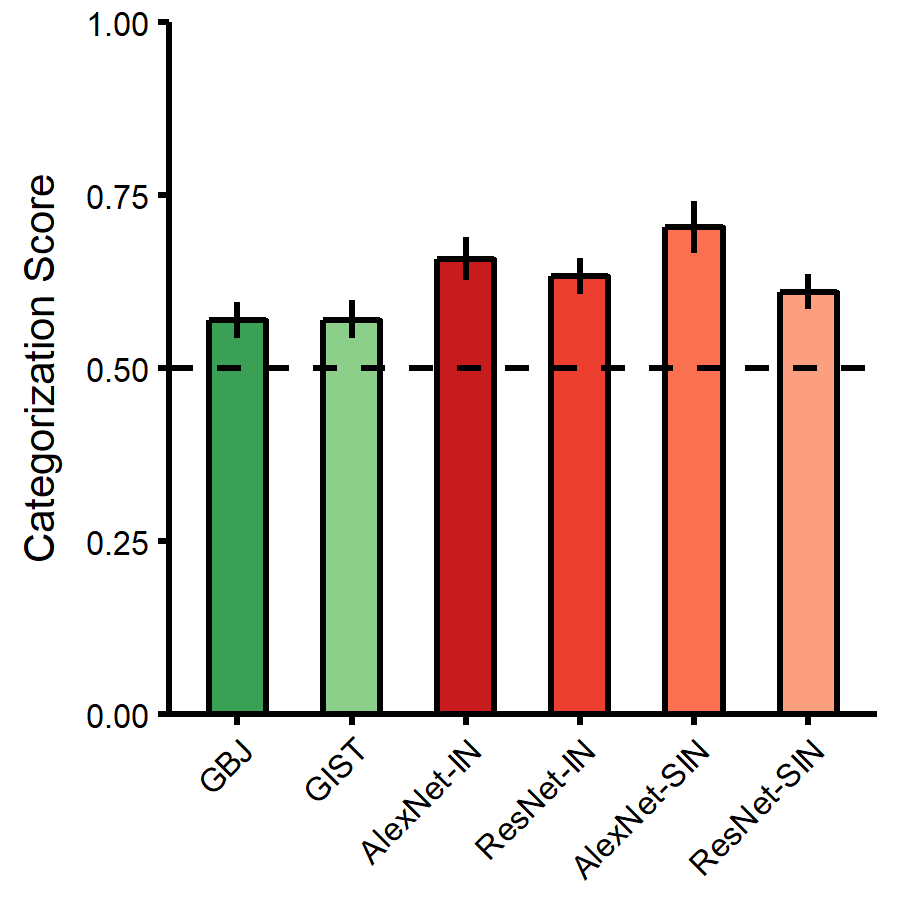 Categorization Score
1.00
0.75
0.50
0.25
0.00
GBJ
GIST
AlexNet-IN
ResNet-IN
AlexNet-SIN
ResNet-SIN